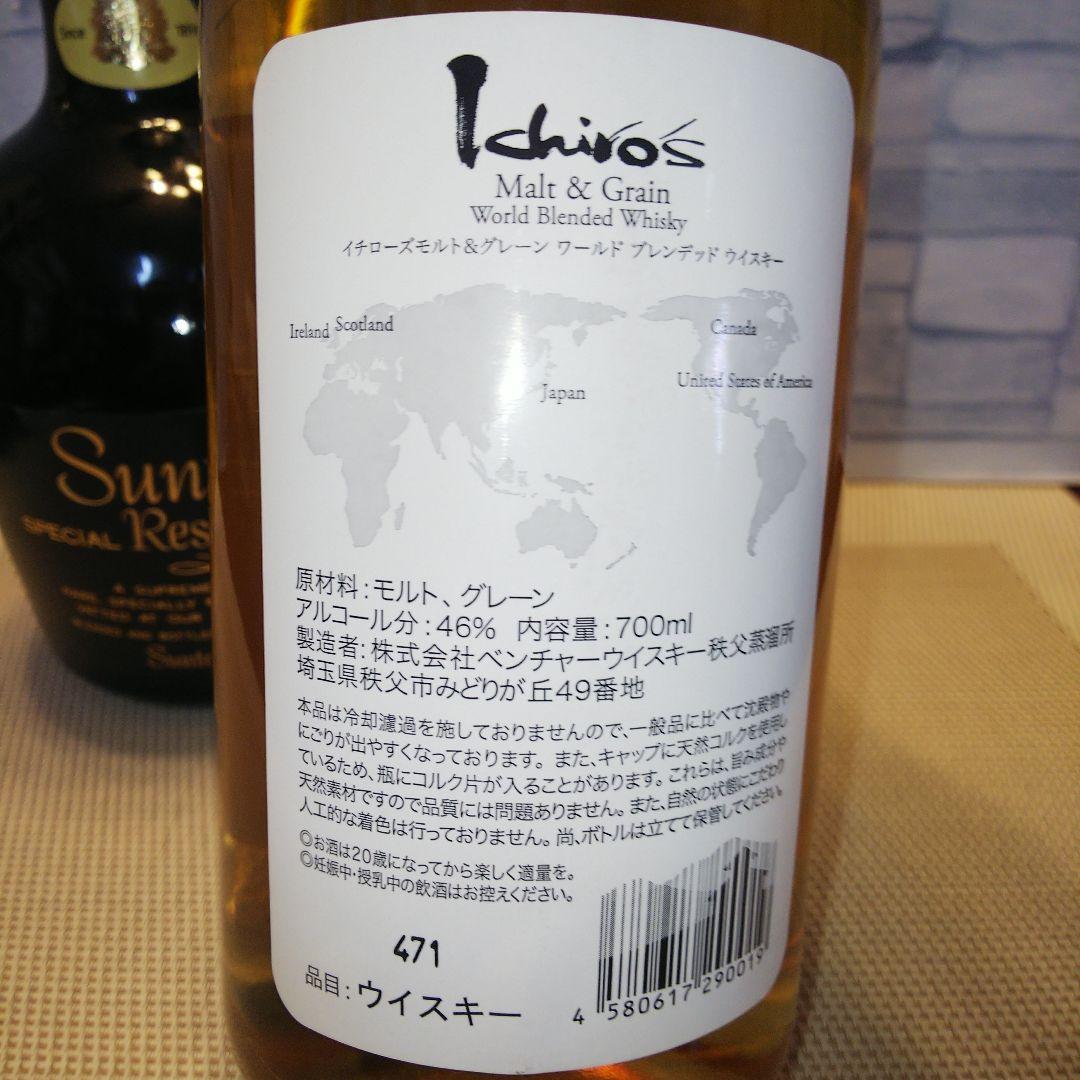 Since 1899
Sun
SPECIAL Res
A SUPREME
Sunto
Ichiro's
Malt & Grain
World Blended Whisky
イチローズモルト&グレーン ワールド ブレンデッド ウイスキー
Ireland Scotland
Canada
Japan
United States of America
原材料:モルト、グレーン
アルコール分:46% 内容量:700ml
製造者:株式会社ベンチャーウイスキー秩父蒸溜所
埼玉県秩父市みどりが丘49番地
本品は冷却濾過を施しておりませんので、一般品に比べて沈殿物や
にごりが出やすくなっております。また、キャップに天然コルクを使用し
ているため、瓶にコルク片が入ることがあります。これらは、旨み成分や
天然素材ですので品質には問題ありません。また、自然の状態にこだわり
人工的な着色は行っておりません。尚、ボトルは立てて保管してください。
◎お酒は20歳になってから楽しく適量を。
◎妊娠中・授乳中の飲酒はお控えください。
471
品目:ウイスキー
4 580617 290019